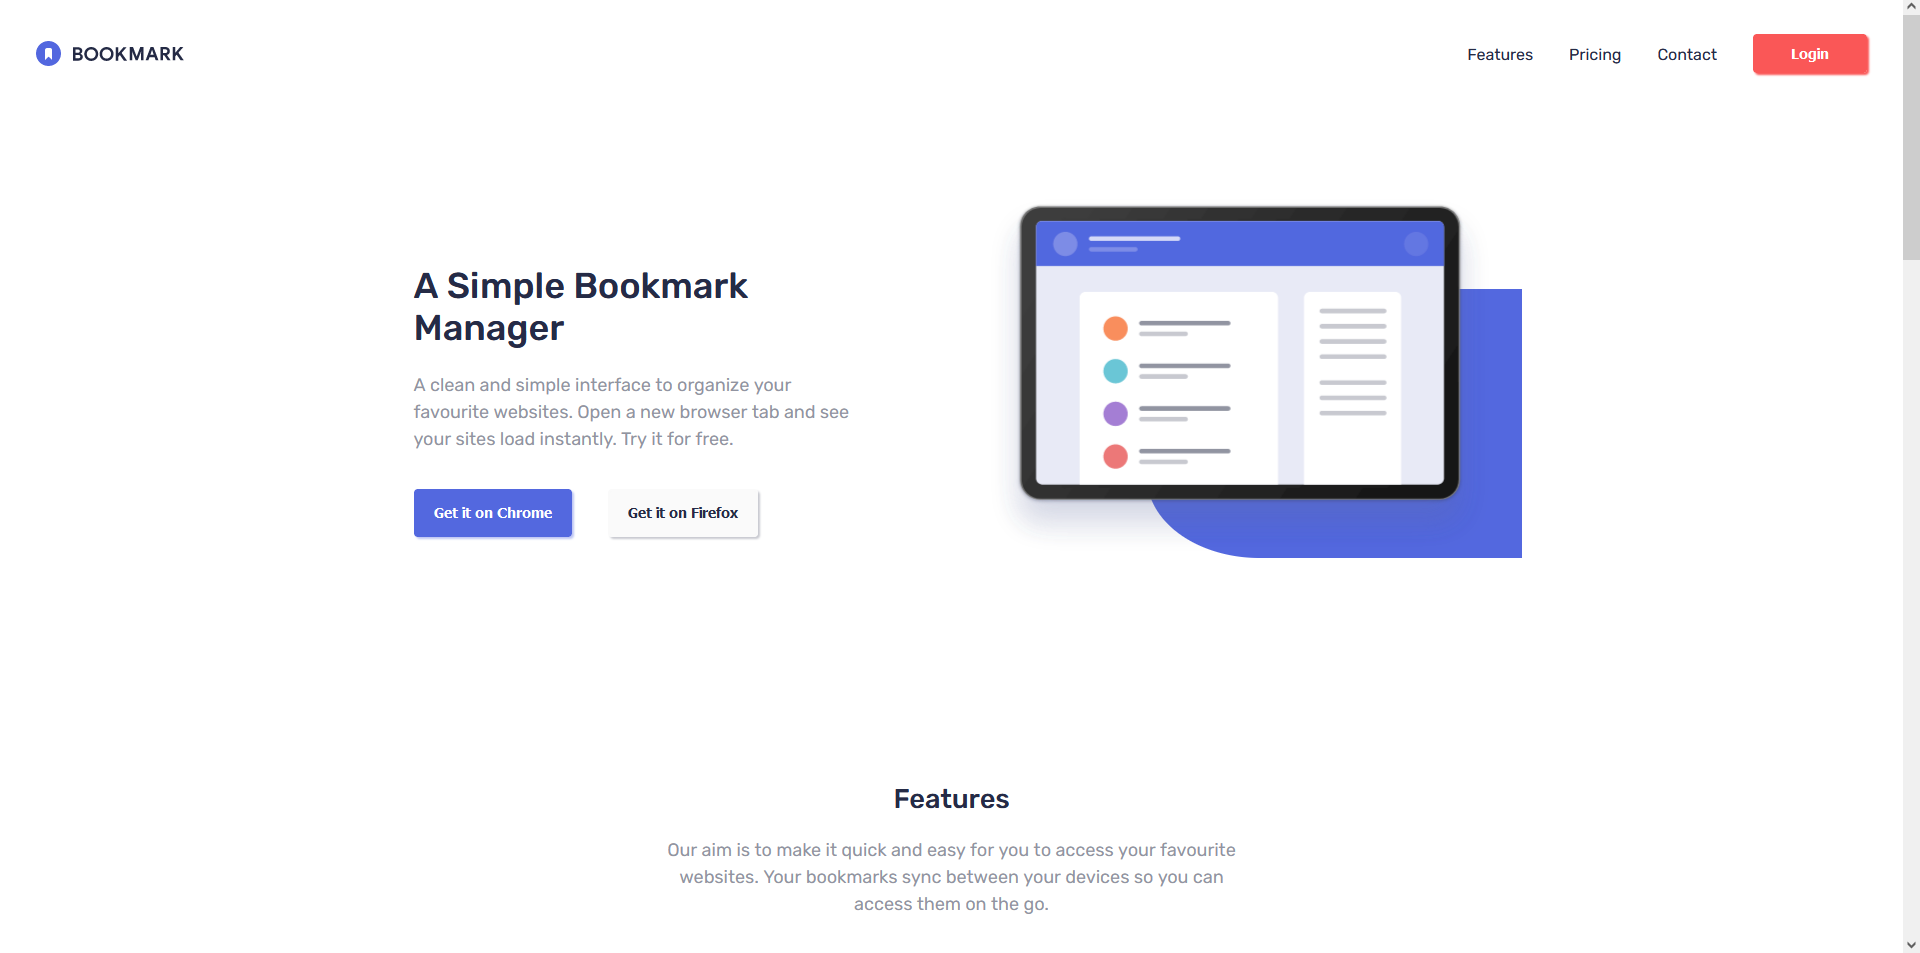 BOOKMARK
Features
Pricing
Contact
Login
A Simple Bookmark
Manager
A clean and simple interface to organize your
favourite websites. Open a new browser tab and see
your sites load instantly. Try it for free.
Get it on Chrome
Get it on Firefox
Features
Our aim is to make it quick and easy for you to access your favourite
websites. Your bookmarks sync between your devices so you can
access them on the go.